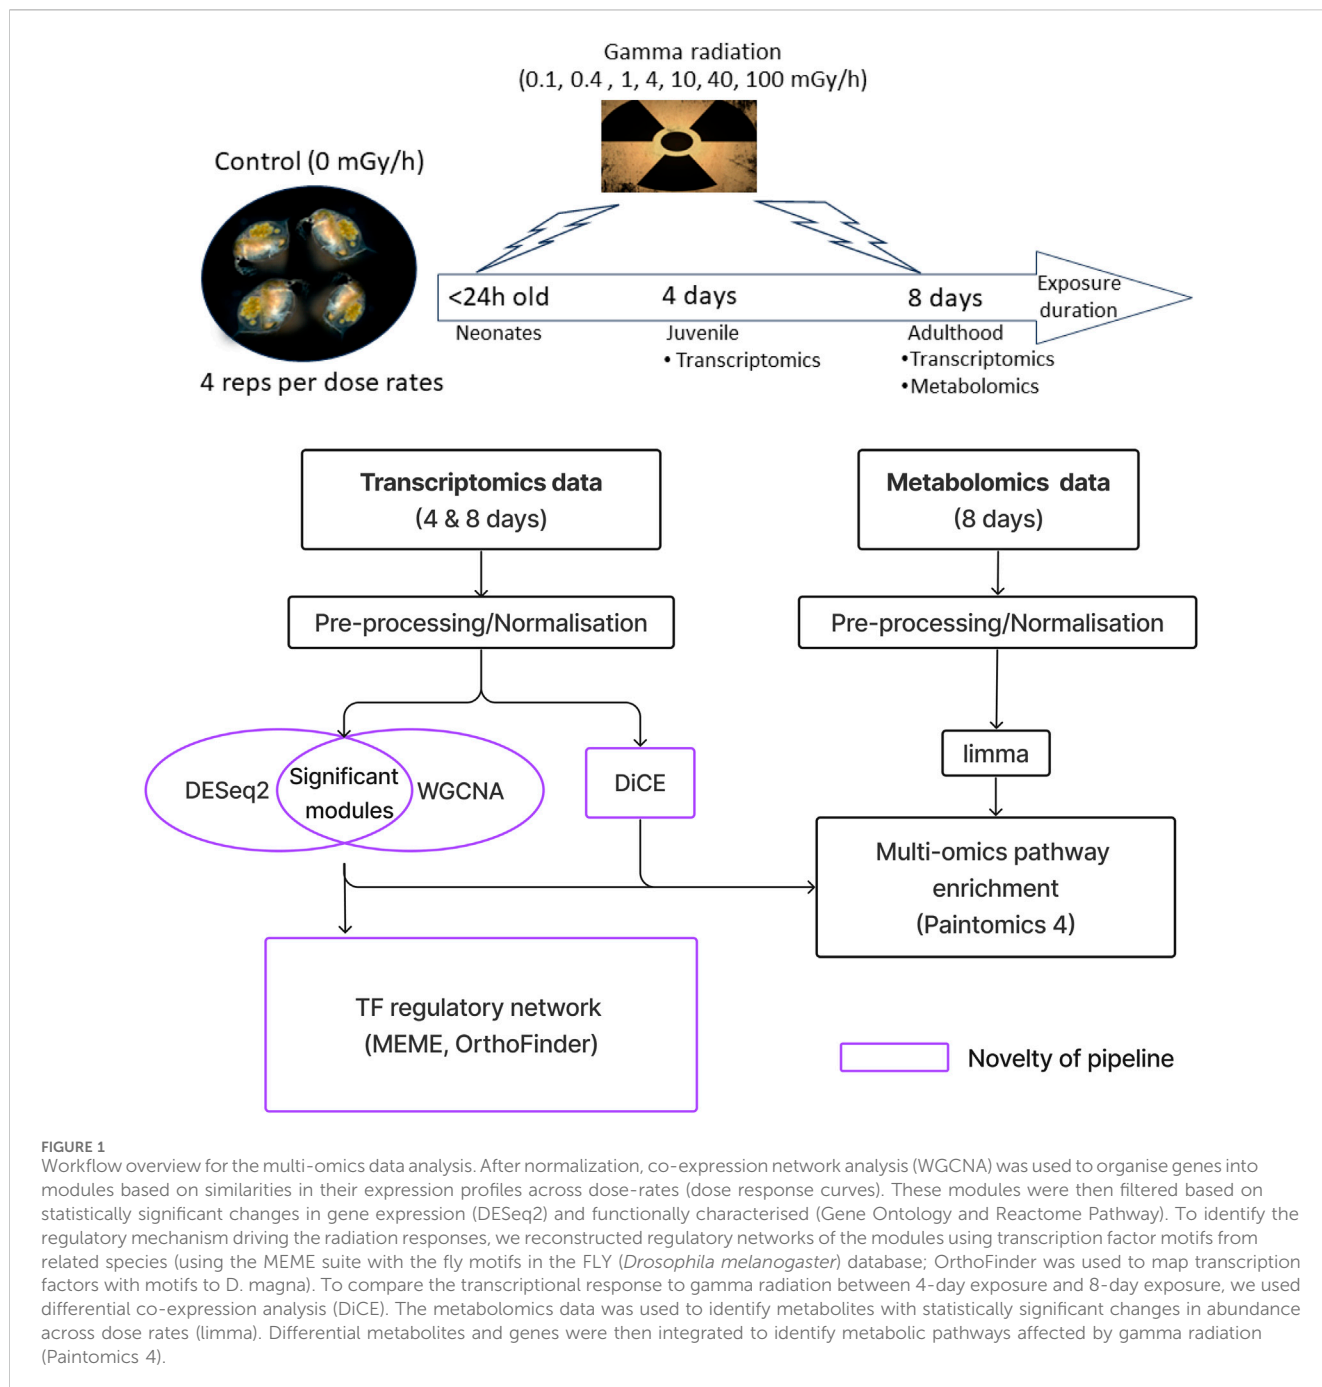 Gamma radiation
(0.1, 0.4 , 1, 4, 10, 40, 100 mGy/h)
Control (0 mGy/h)
4 reps per dose rates
<24h old
4 days
8 days
Exposure
duration
Neonates
Juvenile
• Transcriptomics
Adulthood
•Transcriptomics
•Metabolomics
Transcriptomics data
(4 & 8 days)
Metabolomics data
(8 days)
Pre-processing/Normalisation
Pre-processing/Normalisation
DESeq2
Significant
modules
WGCNA
DiCE
limma
Multi-omics pathway
enrichment
(Paintomics 4)
TF regulatory network
(MEME, OrthoFinder)
Novelty of pipeline
FIGURE 1
Workflow overview for the multi-omics data analysis. After normalization, co-expression network analysis (WGCNA) was used to organise genes into
modules based on similarities in their expression profiles across dose-rates (dose response curves). These modules were then filtered based on
statistically significant changes in gene expression (DESeq2) and functionally characterised (Gene Ontology and Reactome Pathway). To identify the
regulatory mechanism driving the radiation responses, we reconstructed regulatory networks of the modules using transcription factor motifs from
related species (using the MEME suite with the fly motifs in the FLY (Drosophila melanogaster) database; OrthoFinder was used to map transcription
factors with motifs to D. magna). To compare the transcriptional response to gamma radiation between 4-day exposure and 8-day exposure, we used
differential co-expression analysis (DiCE). The metabolomics data was used to identify metabolites with statistically significant changes in abundance
across dose rates (limma). Differential metabolites and genes were then integrated to identify metabolic pathways affected by gamma radiation
(Paintomics 4).